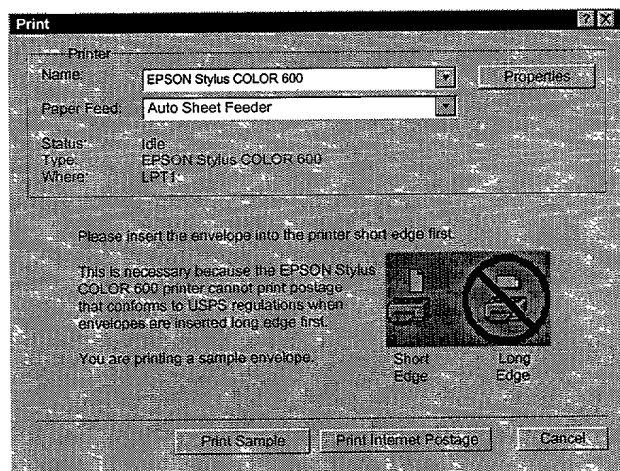 Print
Printer
Name: EPSON Stylus COLOR 600 Properties
Paper Feed: Auto Sheet Feeder
Status: Idle
Type: EPSON Stylus COLOR 600
Where: LPT1:
Please insert the envelope into the printer short edge first.
This is necessary because the EPSON Stylus
COLOR 600 printer cannot print postage
that conforms to USPS regulations when
envelopes are inserted long edge first.
You are printing a sample envelope.
Short Long
Edge Edge
Print Sample Print Internet Postage Cancel